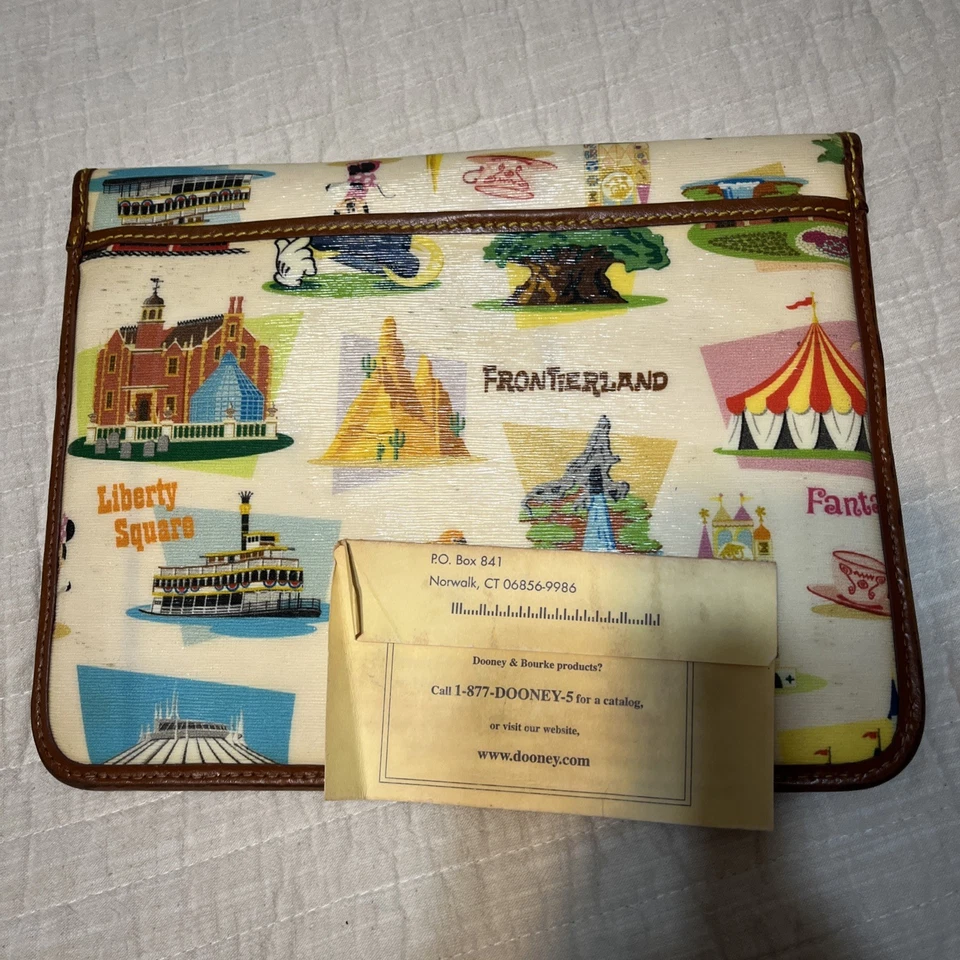 FRONTIERLAND
Liberty
Square
Fanta
P.O. Box 841
Norwalk, CT 06856-9986
Dooney & Bourke products?
Call 1-877-DOONEY-5 for a catalog,
or visit our website,
www.dooney.com